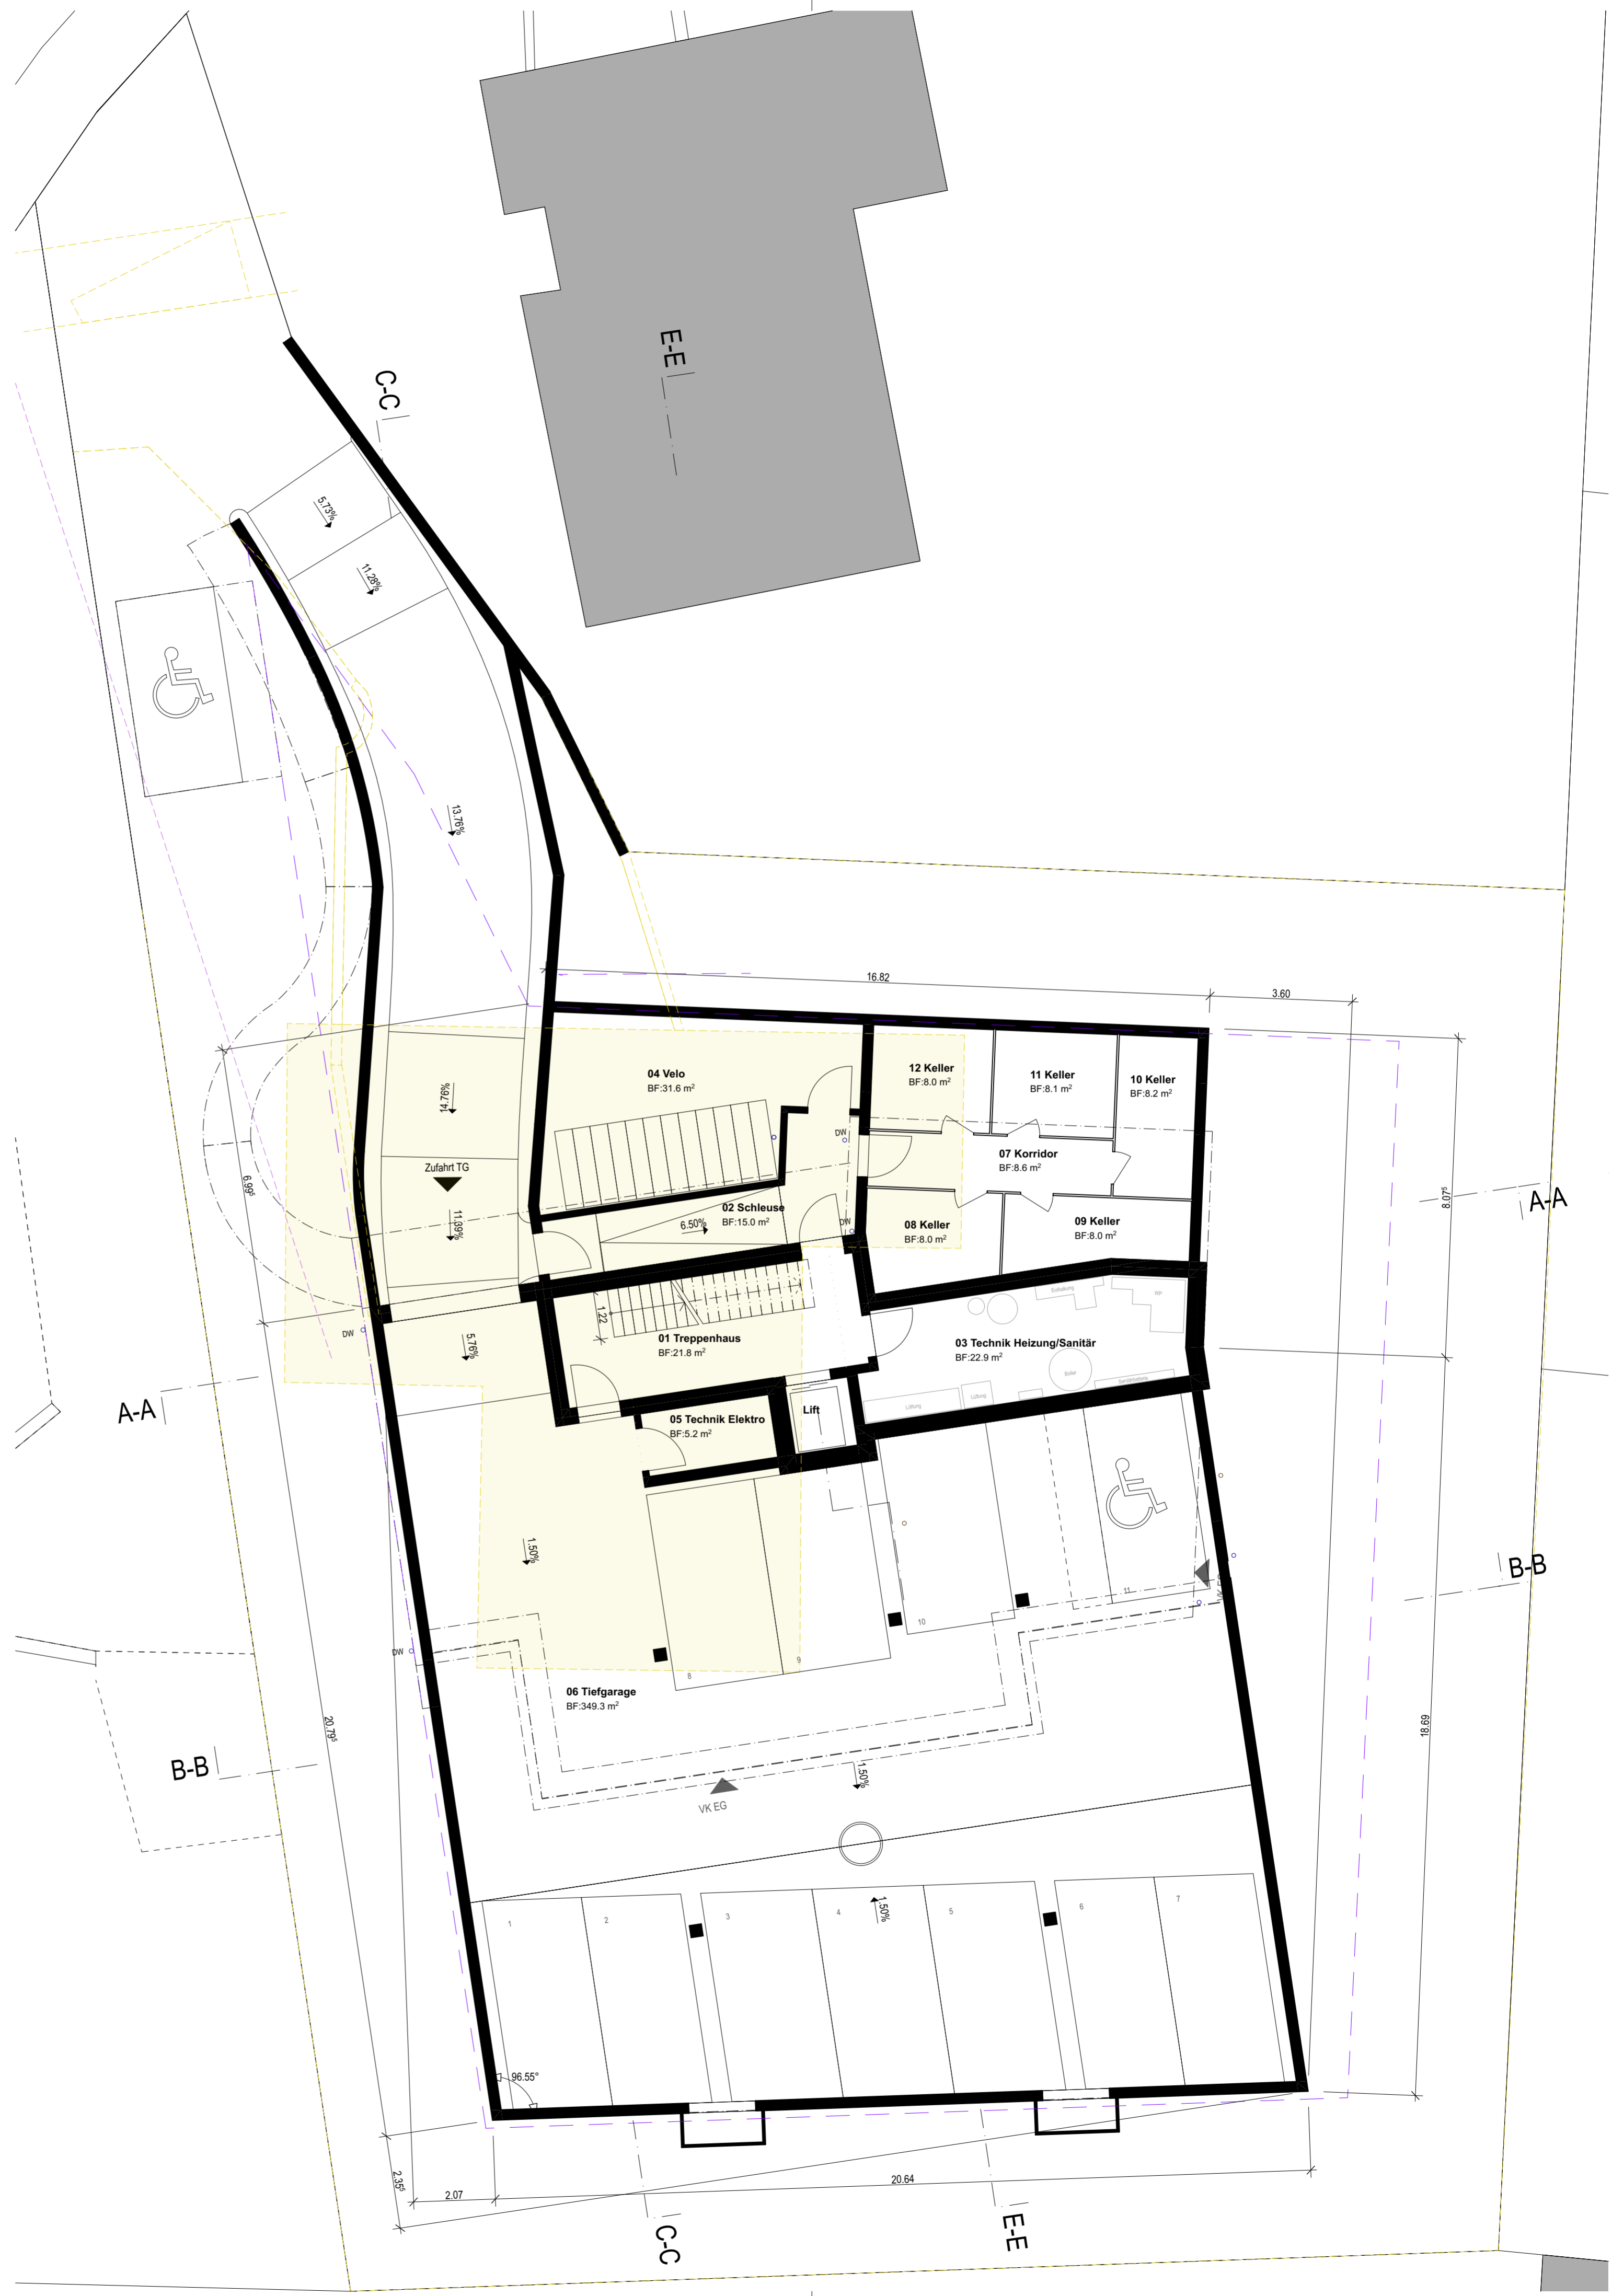 E-E
C-C
5.73%
11.28%
13.76%
16.82
3.60
04 Velo
BF:31.6 m²
12 Keller
BF:8.0 m²
11 Keller
BF:8.1 m²
10 Keller
BF:8.2 m²
14.76%
DW
07 Korridor
BF:8.6 m²
Zufahrt TG
6.99⁵
8.07⁵
A-A
02 Schleuse
BF:15.0 m²
6.50%
11.39%
DW
08 Keller
BF:8.0 m²
09 Keller
BF:8.0 m²
WP
1.22
DW
5.76%
01 Treppenhaus
BF:21.8 m²
03 Technik Heizung/Sanitär
BF:22.9 m²
Boiler
Lüftung
Lüftung
A-A
Lift
05 Technik Elektro
BF:5.2 m²
1.50%
B-B
VK EG
11
10
DW
9
8
06 Tiefgarage
BF:349.3 m²
20.79⁵
18.69
B-B
1.50%
VK EG
1
2
3
4
5
6
7
1.50%
96.55°
2.35⁵
2.07
20.64
C-C
E-E